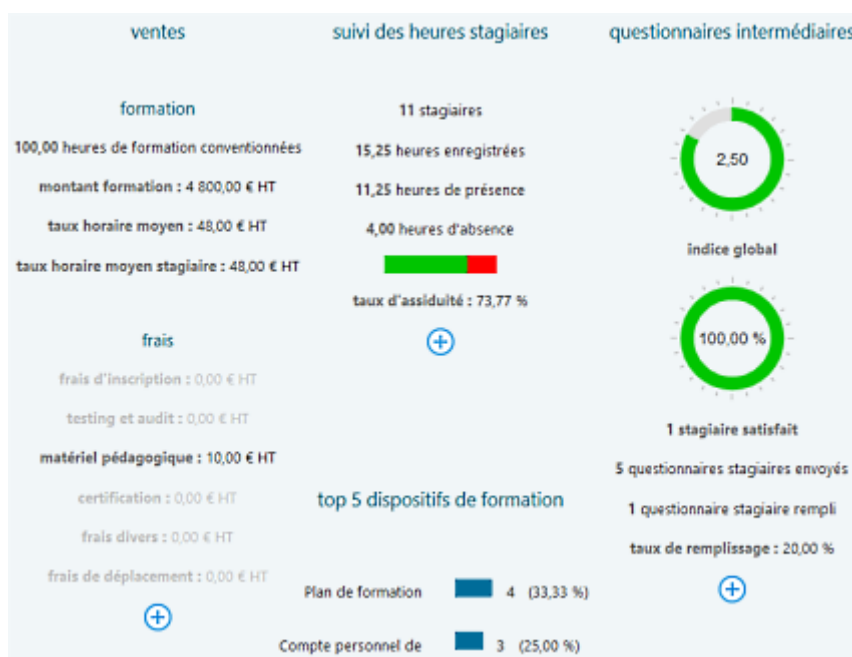 ventes
formation
100,00 heures de formation conventionnées
montant formation : 4 800,00 € HT
taux horaire moyen : 48,00 € HT
taux horaire moyen stagiaire : 48,00 € HT
frais
frais d'inscription : 0,00 € HT
testing et audit : 0,00 € HT
matériel pédagogique : 10,00 € HT
certification : 0,00 € HT
frais divers : 0,00 € HT
frais de déplacement : 0,00 € HT
suivi des heures stagiaires
11 stagiaires
15,25 heures enregistrées
11,25 heures de présence
4,00 heures d'absence
taux d'assiduité : 73,77 %
top 5 dispositifs de formation
Plan de formation 4 (33,33 %)
Compte personnel de 3 (25,00 %)
questionnaires intermédiaires
2,50
indice global
100,00 %
1 stagiaire satisfait
5 questionnaires stagiaires envoyés
1 questionnaire stagiaire rempli
taux de remplissage : 20,00 %